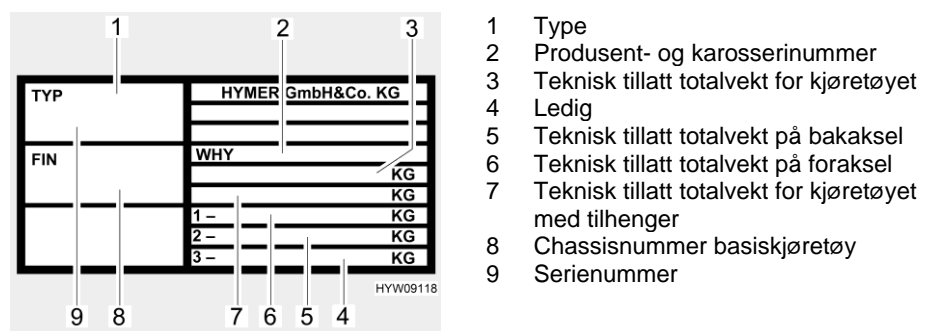 1 2 3
TYP
HYMER GmbH&Co. KG
FIN
WHY
KG
KG
1 – KG
2 – KG
3 – KG
HYW09118
9 8 7 6 5 4
1 Type
2 Produsent- og karosserinummer
3 Teknisk tillatt totalvekt for kjøretøyet
4 Ledig
5 Teknisk tillatt totalvekt på bakaksel
6 Teknisk tillatt totalvekt på foraksel
7 Teknisk tillatt totalvekt for kjøretøyet
med tilhenger
8 Chassisnummer basiskjøretøy
9 Serienummer